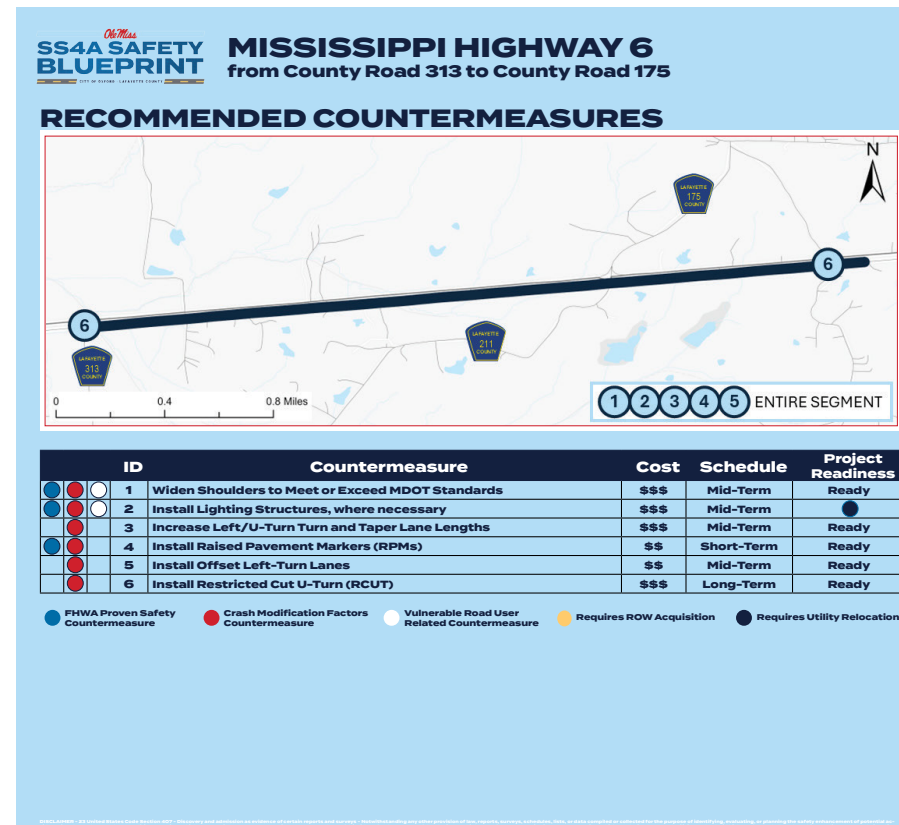 Ole Miss
SS4A SAFETY
BLUEPRINT
CITY OF OXFORD - LAFAYETTE COUNTY
MISSISSIPPI HIGHWAY 6
from County Road 313 to County Road 175
RECOMMENDED COUNTERMEASURES
N
LAFAYETTE
175
COUNTY
6
6
LAFAYETTE
211
COUNTY
LAFAYETTE
313
COUNTY
0 0.4 0.8 Miles
1 2 3 4 5 ENTIRE SEGMENT
ID Countermeasure Cost Schedule Project Readiness
1 Widen Shoulders to Meet or Exceed MDOT Standards $$$ Mid-Term Ready
2 Install Lighting Structures, where necessary $$$ Mid-Term
3 Increase Left/U-Turn Turn and Taper Lane Lengths $$$ Mid-Term Ready
4 Install Raised Pavement Markers (RPMs) $$ Short-Term Ready
5 Install Offset Left-Turn Lanes $$ Mid-Term Ready
6 Install Restricted Cut U-Turn (RCUT) $$$ Long-Term Ready
FHWA Proven Safety Countermeasure
Crash Modification Factors Countermeasure
Vulnerable Road User Related Countermeasure
Requires ROW Acquisition
Requires Utility Relocation